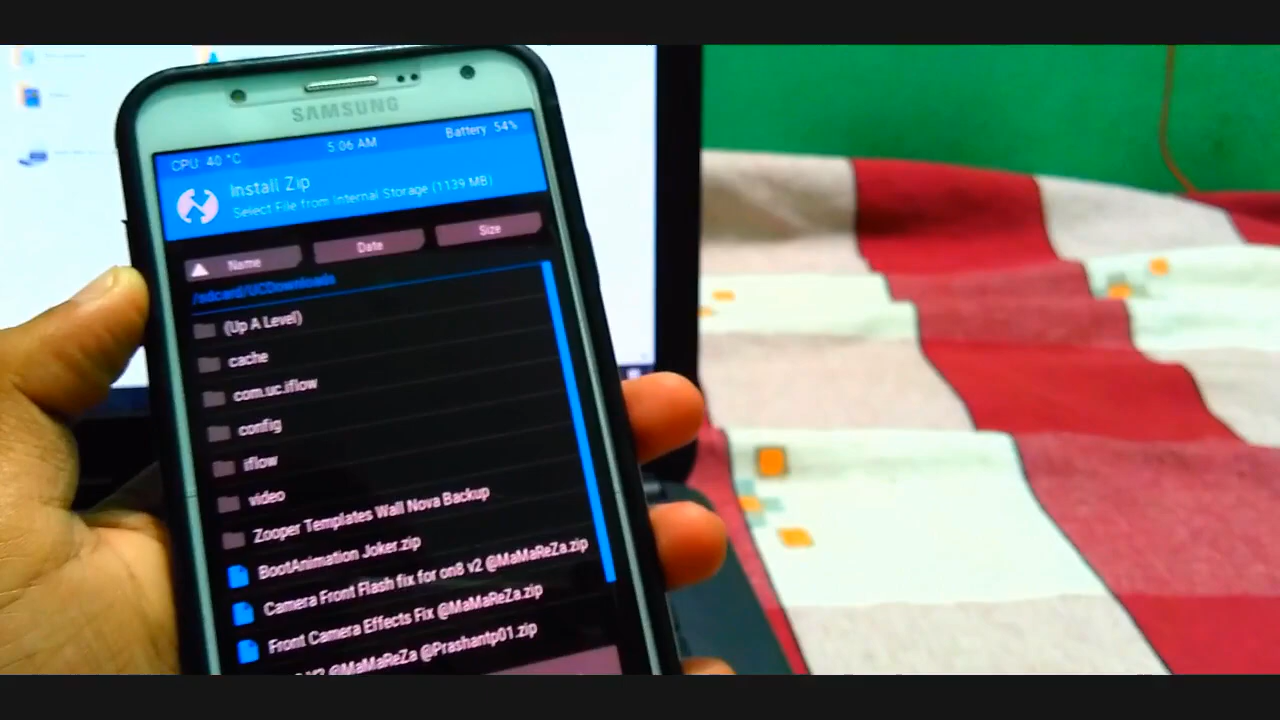 SAMSUNG
CPU: 40 °C 5:06 AM Battery 54%
Install Zip
Select File from Internal Storage (1139 MB)
Name Date Size
/sdcard/UCDownloads
(Up A Level)
cache
com.uc.iflow
config
iflow
video
Zooper Templates Wall Nova Backup
BootAnimation Joker.zip
Camera Front Flash fix for on8 v2 @MaMaReZa.zip
Front Camera Effects Fix @MaMaReZa.zip
V2 @MaMaReZa @Prashantp01.zip